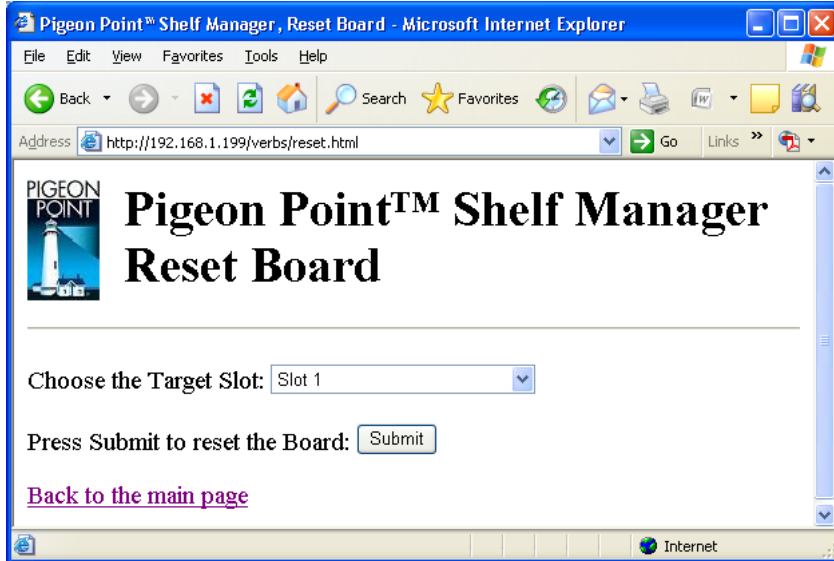 Pigeon Point™ Shelf Manager, Reset Board - Microsoft Internet Explorer
File Edit View Favorites Tools Help
Back Search Favorites W
Address http://192.168.1.199/verbs/reset.html Go Links »
PIGEON
POINT
Pigeon Point™ Shelf Manager
Reset Board
Choose the Target Slot: Slot 1
Press Submit to reset the Board: Submit
Back to the main page
Internet